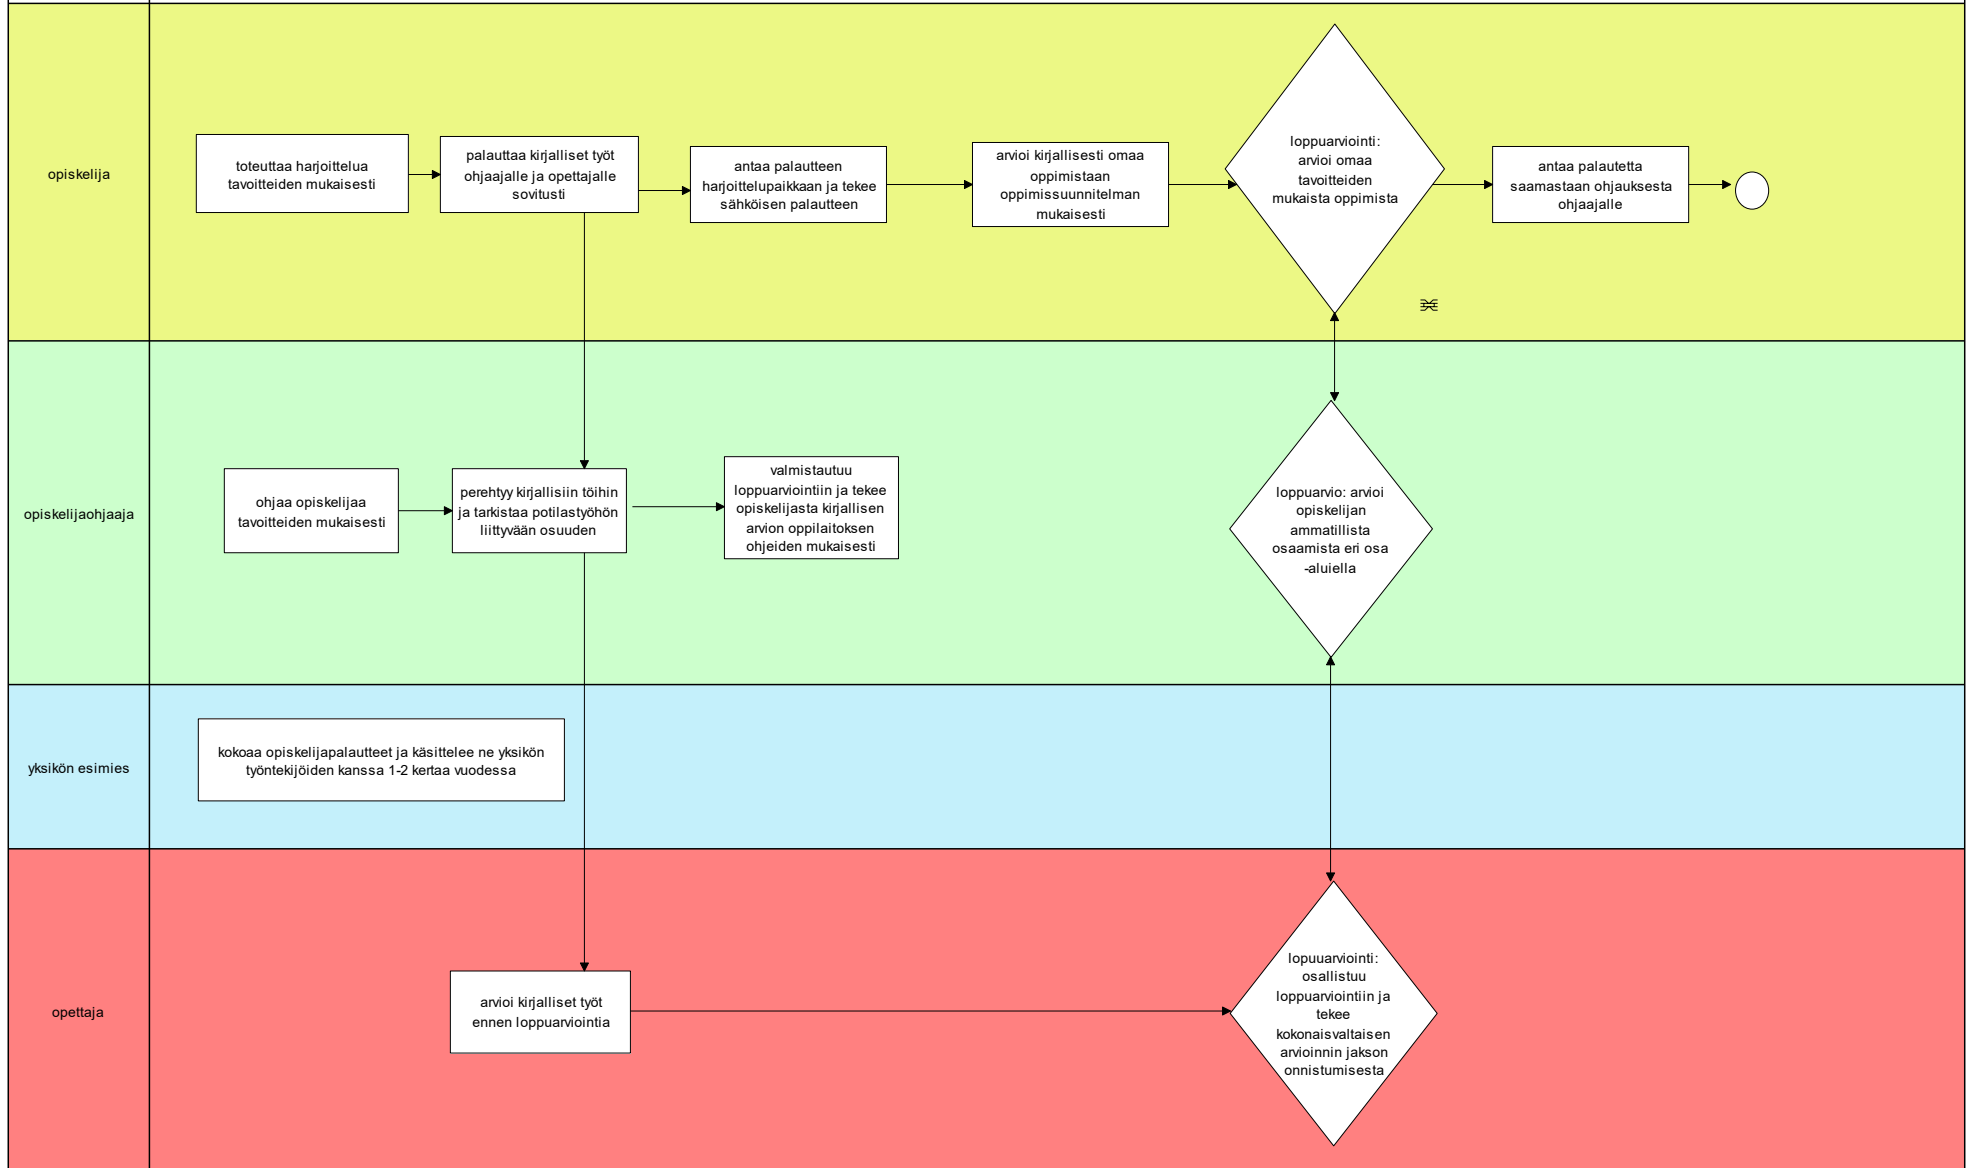 opiskelija
toteuttaa harjoittelua
tavoitteiden mukaisesti
palauttaa kirjalliset työt
ohjaajalle ja opettajalle
sovitusti
antaa palautteen
harjoittelupaikkaan ja tekee
sähköisen palautteen
arvioi kirjallisesti omaa
oppimistaan
oppimissuunnitelman
mukaisesti
loppuarviointi:
arvioi omaa
tavoitteiden
mukaista oppimista
antaa palautetta
saamastaan ohjauksesta
ohjaajalle
opiskelijaohjaaja
ohjaa opiskelijaa
tavoitteiden mukaisesti
perehtyy kirjallisiin töihin
ja tarkistaa potilastyöhön
liittyvään osuuden
valmistautuu
loppuarviointiin ja tekee
opiskelijasta kirjallisen
arvion oppilaitoksen
ohjeiden mukaisesti
loppuarvio: arvioi
opiskelijan
ammatillista
osaamista eri osa
-aluiella
yksikön esimies
kokoaa opiskelijapalautteet ja käsittelee ne yksikön
työntekijöiden kanssa 1-2 kertaa vuodessa
opettaja
arvioi kirjalliset työt
ennen loppuarviointia
lopuuarviointi:
osallistuu
loppuarviointiin ja
tekee
kokonaisvaltaisen
arvioinnin jakson
onnistumisesta